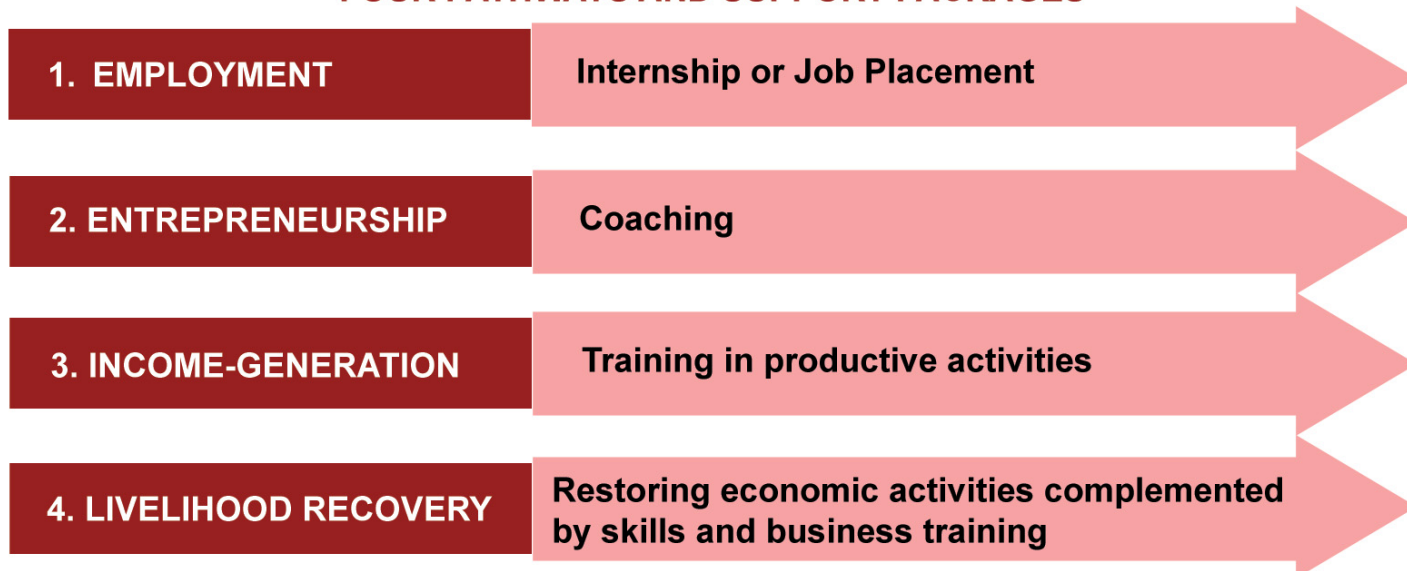 1. EMPLOYMENT
Internship or Job Placement
2. ENTREPRENEURSHIP
Coaching
3. INCOME-GENERATION
Training in productive activities
4. LIVELIHOOD RECOVERY
Restoring economic activities complemented
by skills and business training